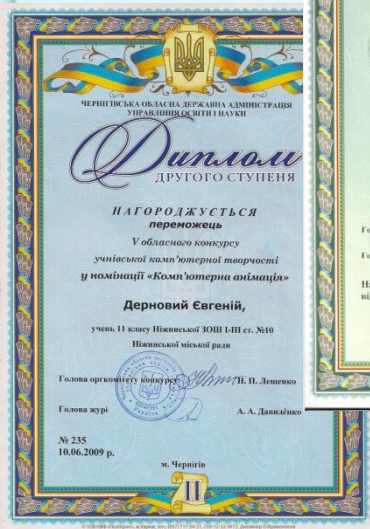 ЧЕРНІГІВСЬКА ОБЛАСНА ДЕРЖАВНА АДМІНІСТРАЦІЯ
УПРАВЛІННЯ ОСВІТИ І НАУКИ
Диплом
ДРУГОГО СТУПЕНЯ
НАГОРОДЖУЄТЬСЯ
переможець
V обласного конкурсу
учнівської комп'ютерної творчості
у номінації «Комп'ютерна анімація»
Дерновий Євгеній,
учень 11 класу Ніжинської ЗОШ І-ІІІ ст. №10
Ніжинської міської ради
Голова оргкомітету конкурсу Н. П. Лещенко
Голова журі А. А. Давиденко
№ 235
10.06.2009 р.
м. Чернігів
II